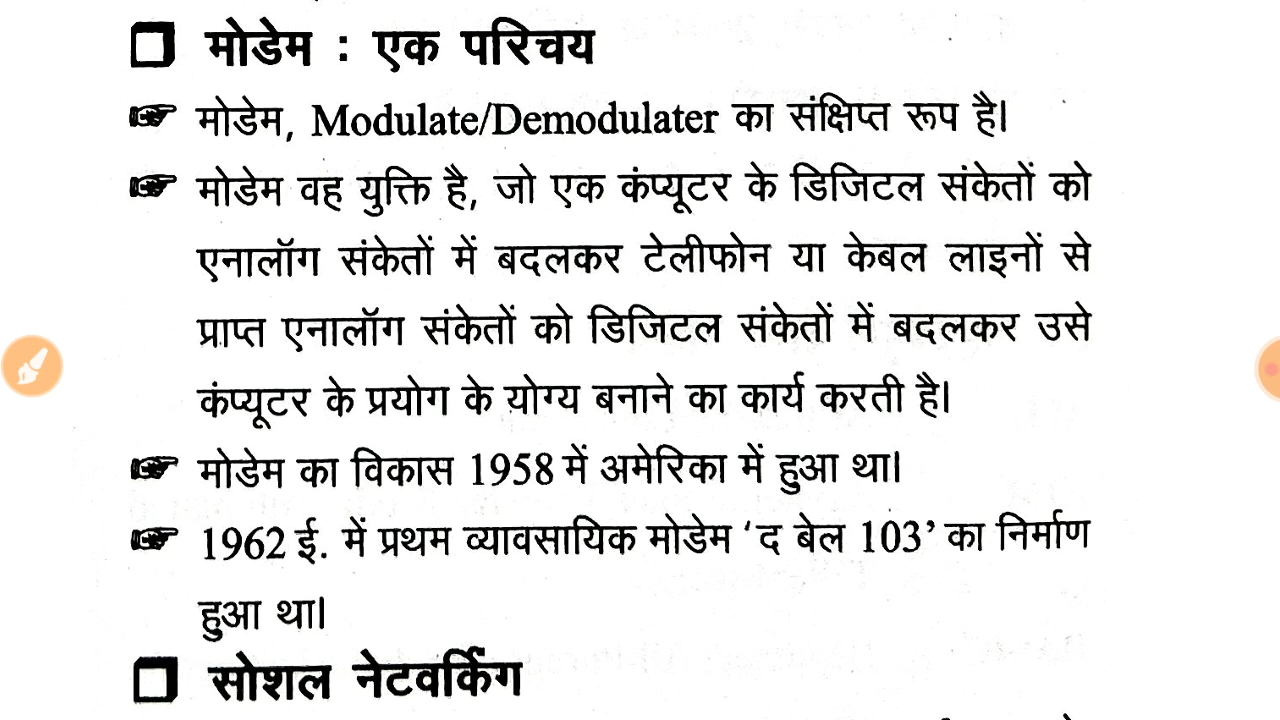 मोडेम : एक परिचय
मोडेम, Modulate/Demodulater का संक्षिप्त रूप है।
मोडेम वह युक्ति है, जो एक कंप्यूटर के डिजिटल संकेतों को
एनालॉग संकेतों में बदलकर टेलीफोन या केबल लाइनों से
प्राप्त एनालॉग संकेतों को डिजिटल संकेतों में बदलकर उसे
कंप्यूटर के प्रयोग के योग्य बनाने का कार्य करती है।
मोडेम का विकास 1958 में अमेरिका में हुआ था।
1962 ई. में प्रथम व्यावसायिक मोडेम ‘द बेल 103’ का निर्माण
हुआ था।
सोशल नेटवर्किंग